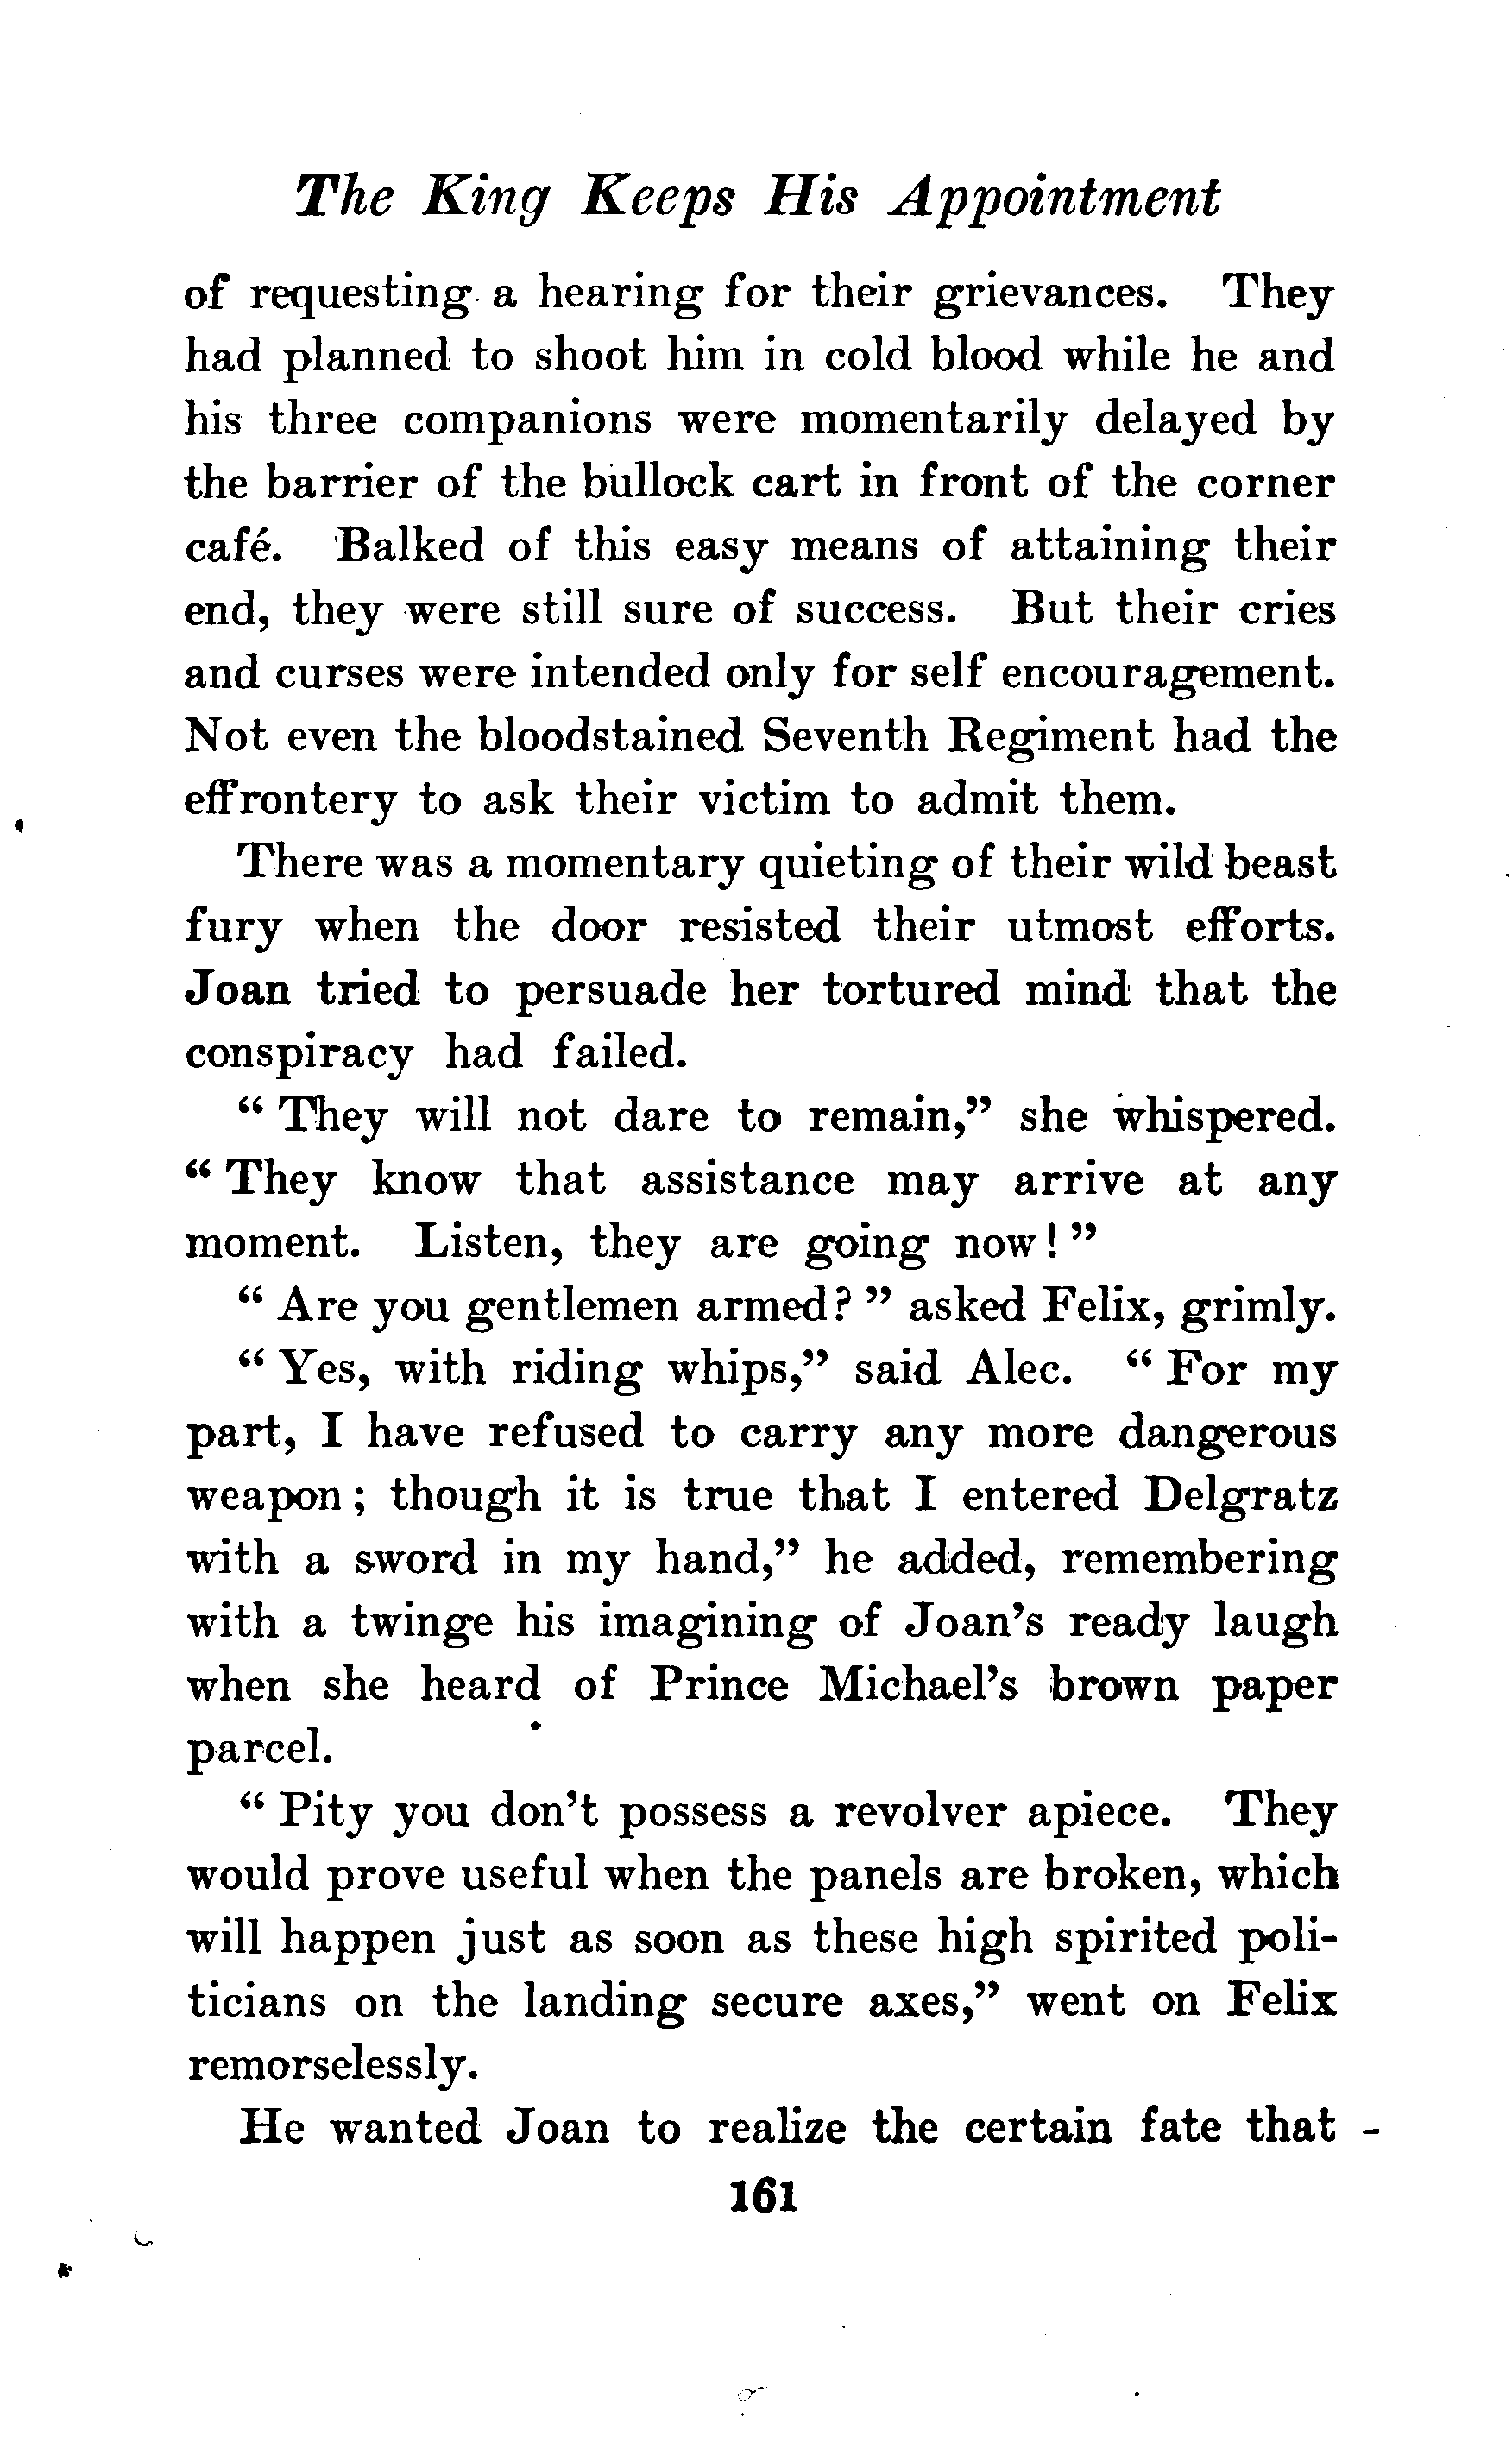 The King Keeps His Appointment
of requesting a hearing for their grievances. They
had planned to shoot him in cold blood while he and
his three companions were momentarily delayed by
the barrier of the bullock cart in front of the corner
café. Balked of this easy means of attaining their
end, they were still sure of success. But their cries
and curses were intended only for self encouragement.
Not even the bloodstained Seventh Regiment had the
effrontery to ask their victim to admit them.
There was a momentary quieting of their wild beast
fury when the door resisted their utmost efforts.
Joan tried to persuade her tortured mind that the
conspiracy had failed.
“ They will not dare to remain,” she whispered.
“ They know that assistance may arrive at any
moment. Listen, they are going now! ”
“ Are you gentlemen armed? ” asked Felix, grimly.
“ Yes, with riding whips,” said Alec. “ For my
part, I have refused to carry any more dangerous
weapon; though it is true that I entered Delgratz
with a sword in my hand,” he added, remembering
with a twinge his imagining of Joan’s ready laugh
when she heard of Prince Michael’s brown paper
parcel.
“ Pity you don’t possess a revolver apiece. They
would prove useful when the panels are broken, which
will happen just as soon as these high spirited poli-
ticians on the landing secure axes,” went on Felix
remorselessly.
He wanted Joan to realize the certain fate that
161